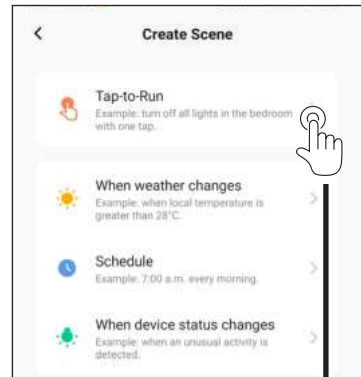 Create Scene
Tap-to-Run
Example: turn off all lights in the bedroom
with one tap.
When weather changes
Example: when local temperature is
greater than 28°C.
Schedule
Example: 7:00 a.m. every morning.
When device status changes
Example: when an unusual activity is
detected.